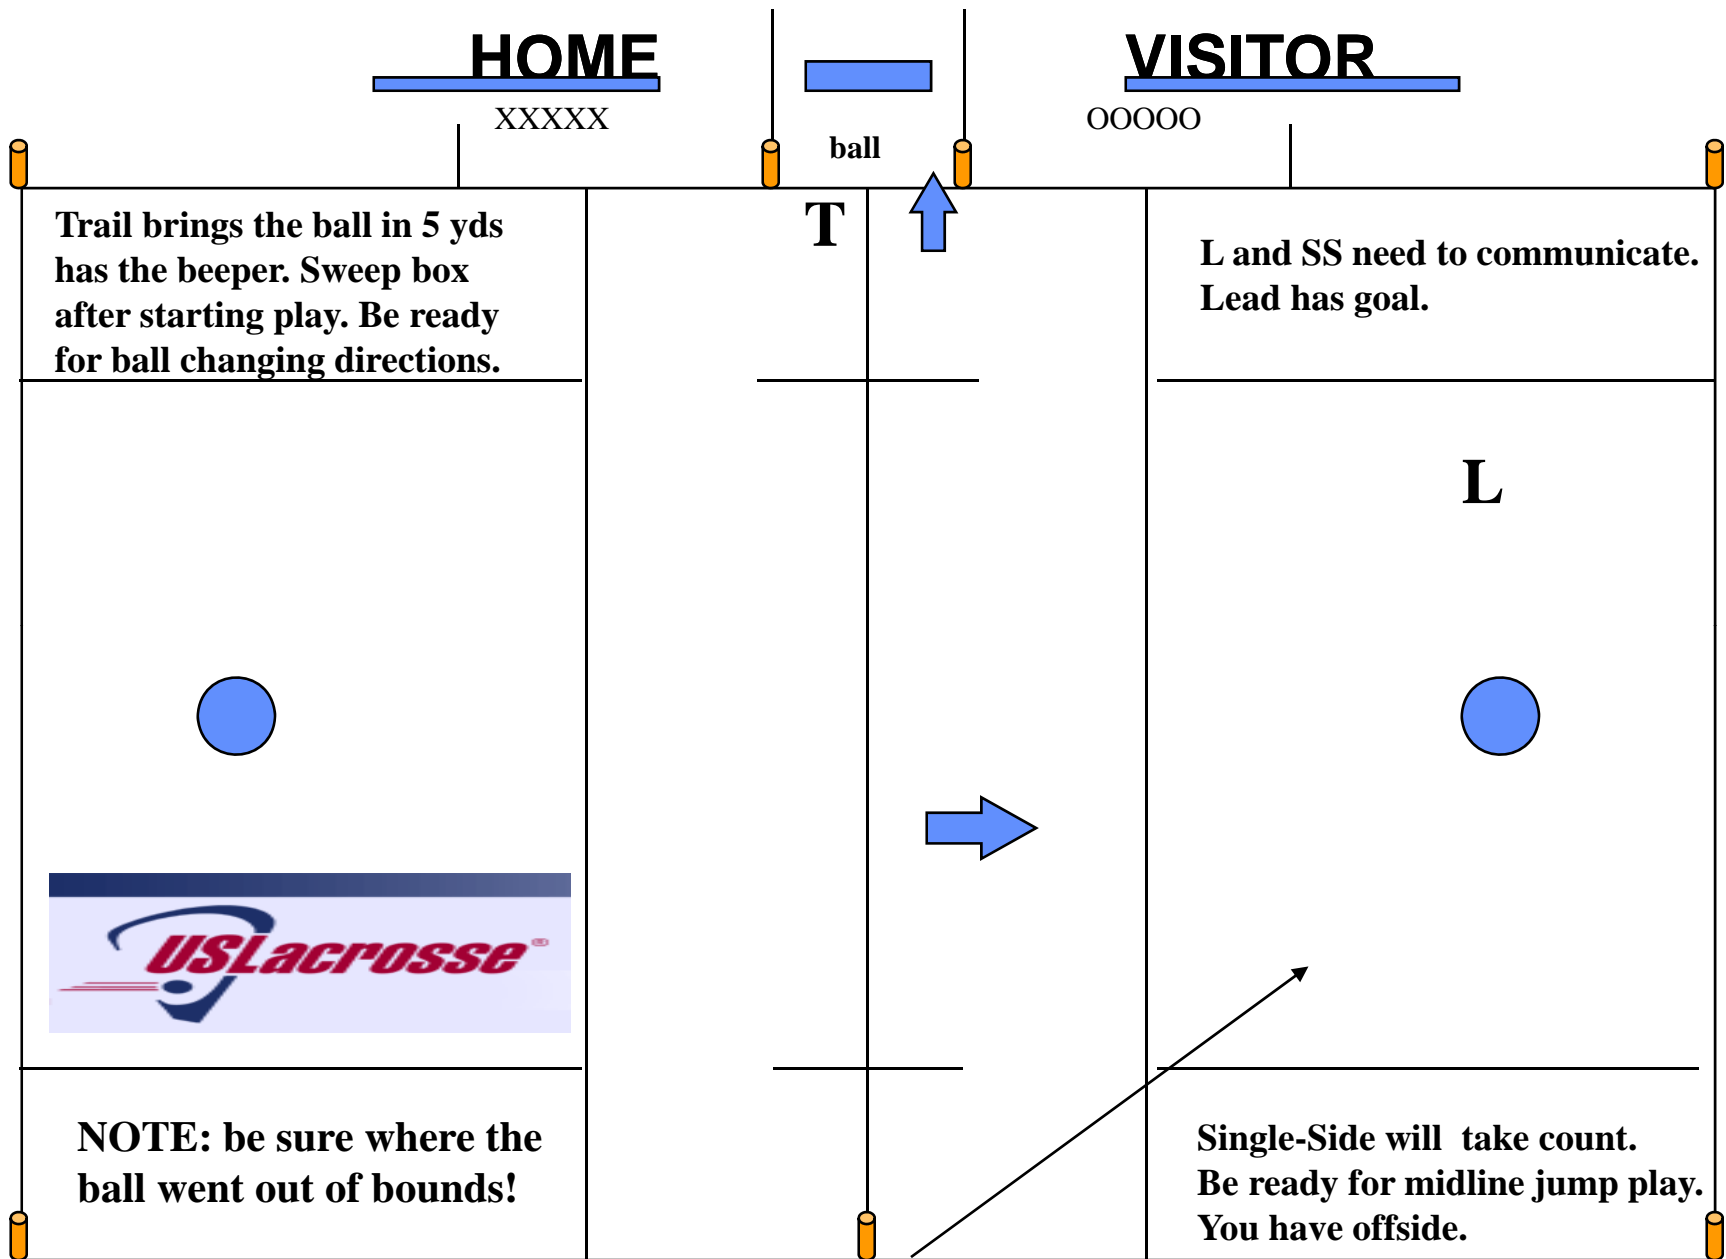 HOME
VISITOR
XXXXX
OOOOO
ball
T
Trail brings the ball in 5 yds
has the beeper. Sweep box
after starting play. Be ready
for ball changing directions.
L and SS need to communicate.
Lead has goal.
L
USLacrosse®
NOTE: be sure where the
ball went out of bounds!
Single-Side will  take count.
Be ready for midline jump play.
You have offside.